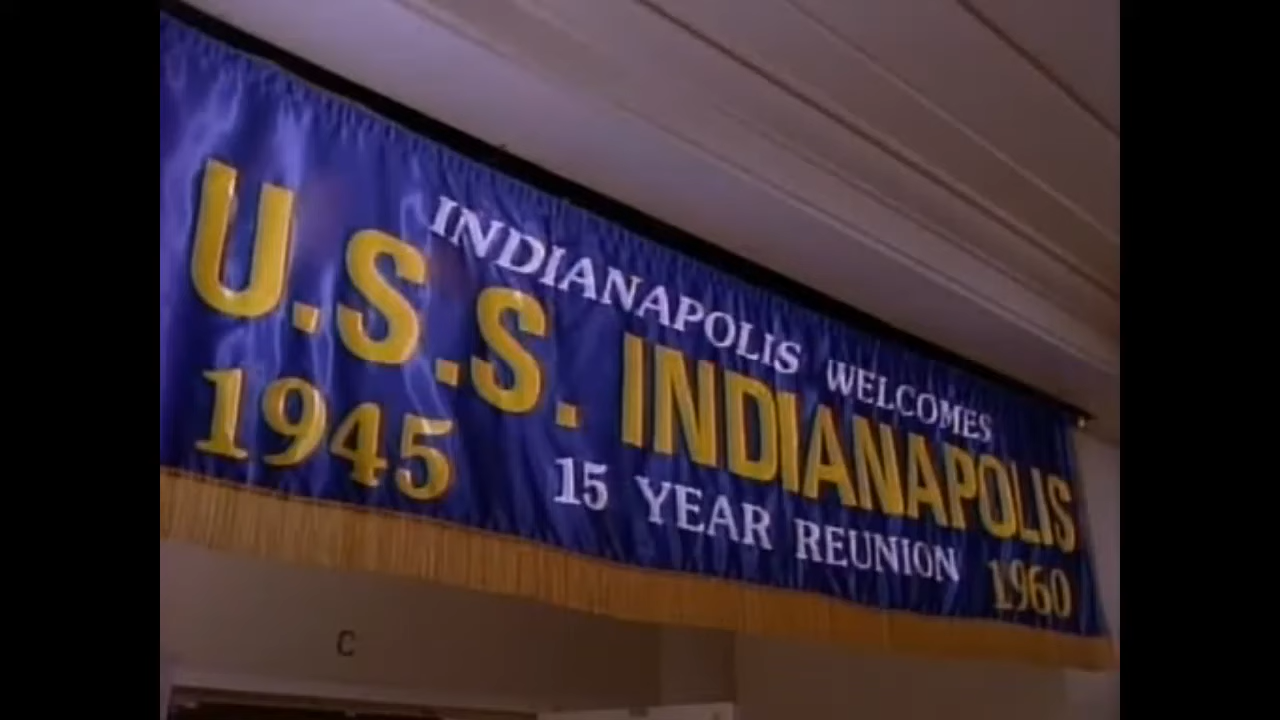 INDIANAPOLIS WELCOMES
U.S.S. INDIANAPOLIS
1945 15 YEAR REUNION 1960
C